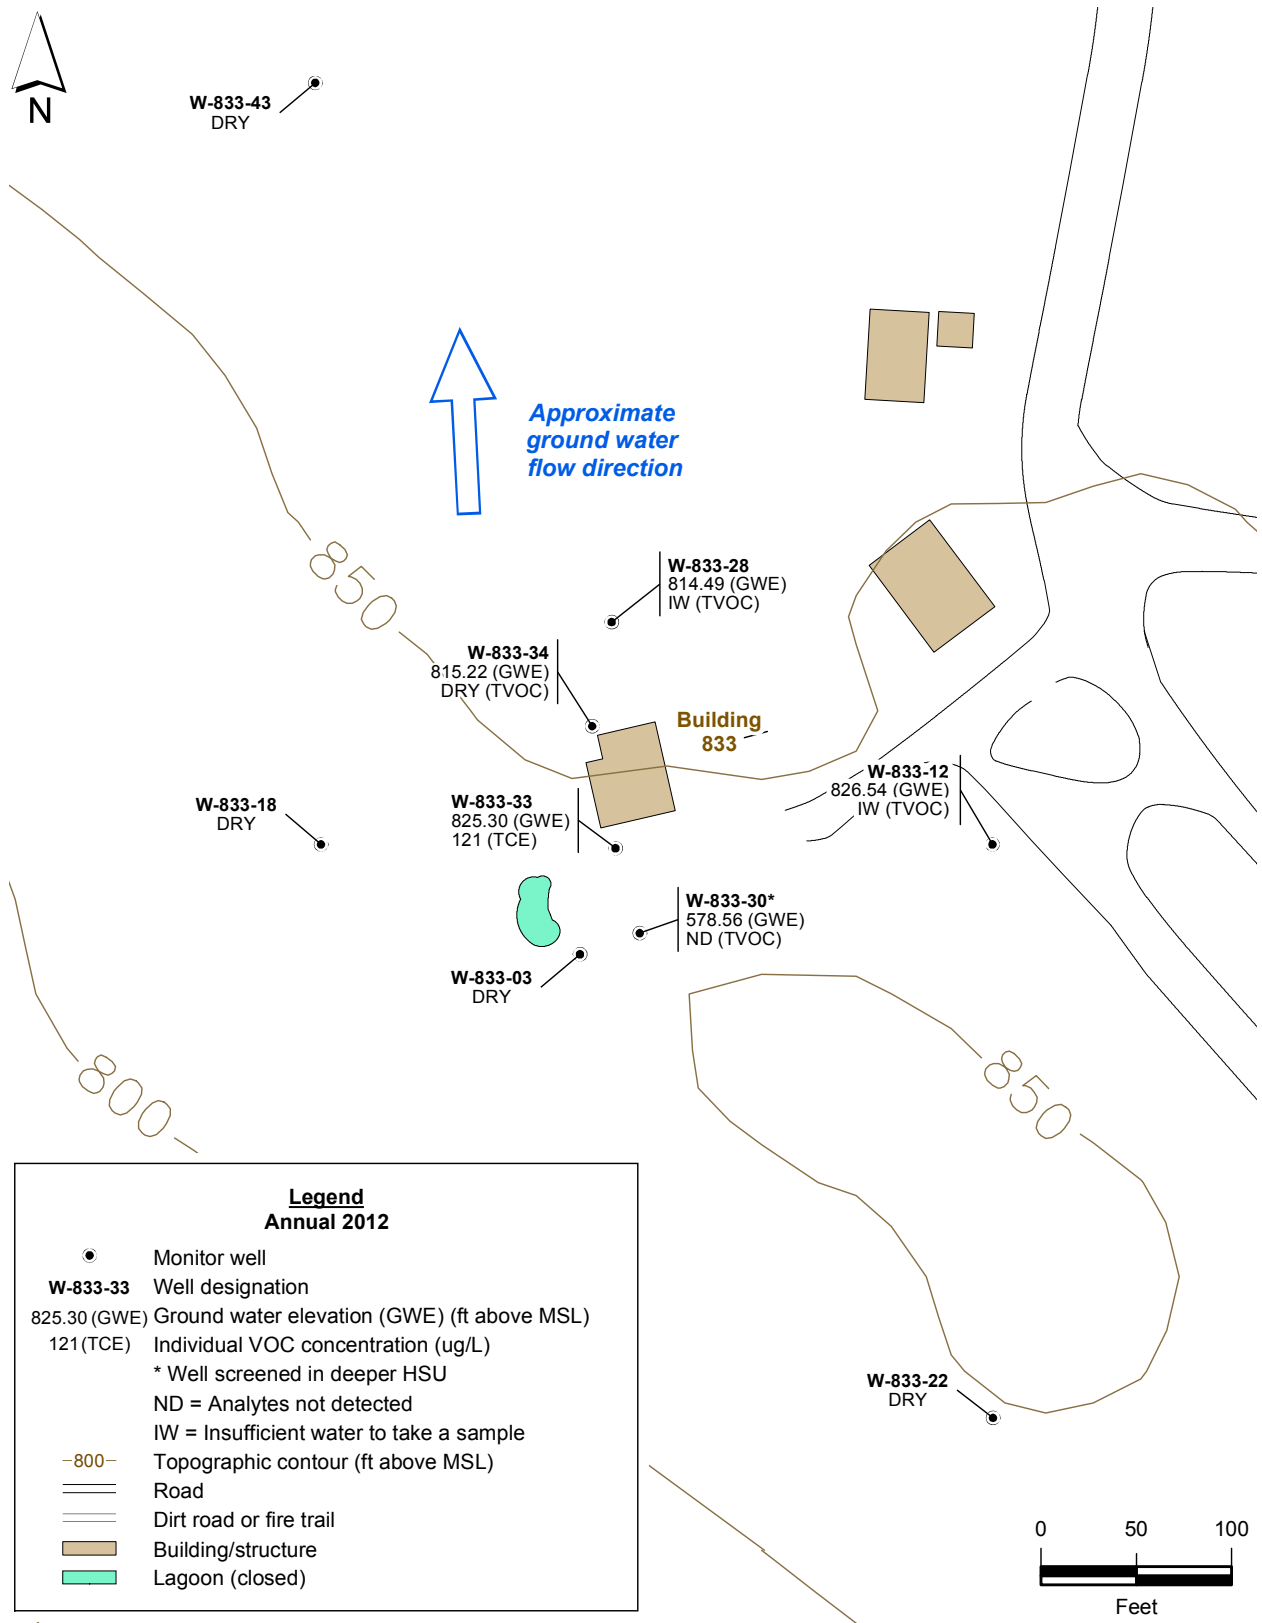 N
W-833-43
DRY
Approximate
ground water
flow direction
850
W-833-28
814.49 (GWE)
IW (TVOC)
W-833-34
815.22 (GWE)
DRY (TVOC)
Building
833
W-833-12
826.54 (GWE)
IW (TVOC)
W-833-18
DRY
W-833-33
825.30 (GWE)
121 (TCE)
W-833-30*
578.56 (GWE)
ND (TVOC)
W-833-03
DRY
800
850
Legend
Annual 2012
Monitor well
W-833-33 Well designation
825.30 (GWE) Ground water elevation (GWE) (ft above MSL)
121 (TCE) Individual VOC concentration (ug/L)
* Well screened in deeper HSU
ND = Analytes not detected
IW = Insufficient water to take a sample
800 Topographic contour (ft above MSL)
Road
Dirt road or fire trail
Building/structure
Lagoon (closed)
W-833-22
DRY
0 50 100
Feet